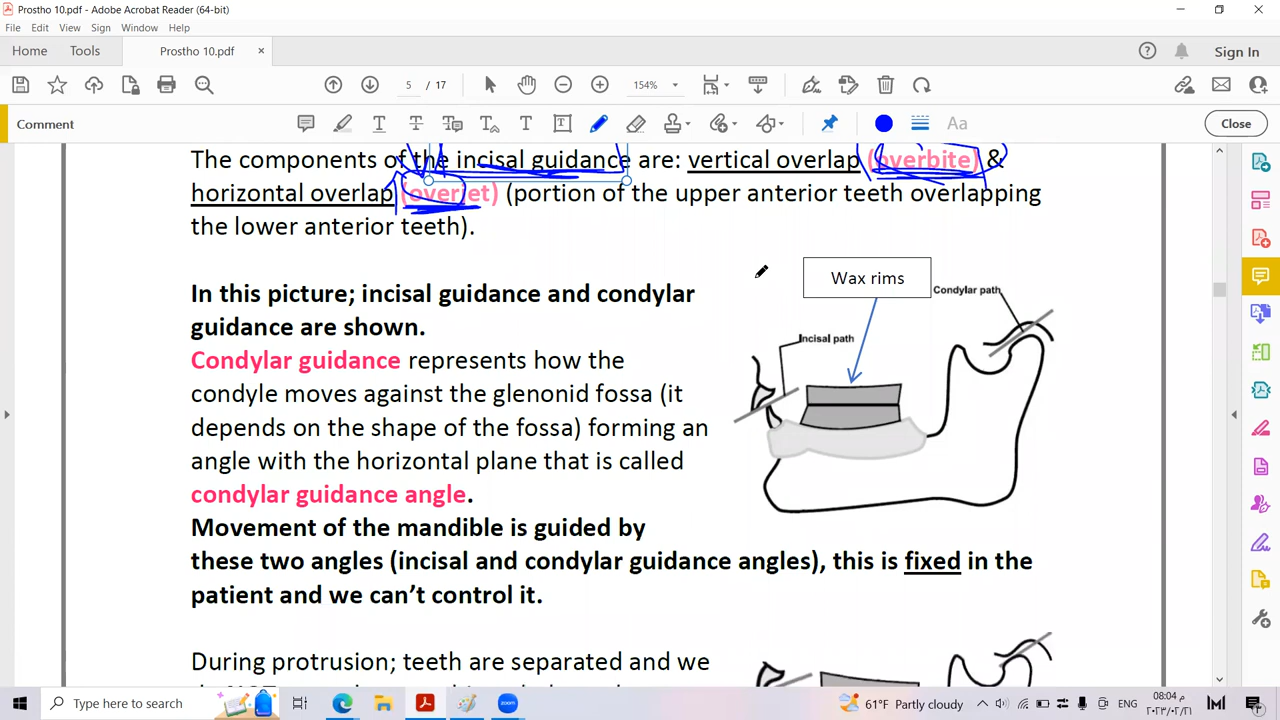 Prostho 10.pdf - Adobe Acrobat Reader (64-bit)
File Edit View Window Help
Home Tools Prostho 10.pdf × Sign In
5 / 17 154%
Comment Aa Close
The components of the incisal guidance are: vertical overlap (overbite) &
horizontal overlap (overjet) (portion of the upper anterior teeth overlapping
the lower anterior teeth).
In this picture; incisal guidance and condylar
guidance are shown.
Condylar guidance represents how the
condyle moves against the glenonid fossa (it
depends on the shape of the fossa) forming an
angle with the horizontal plane that is called
condylar guidance angle.
Movement of the mandible is guided by
these two angles (incisal and condylar guidance angles), this is fixed in the
patient and we can't control it.
Wax rims
Condylar path
Incisal path
During protrusion; teeth are separated and we
Type here to search
61°F Partly cloudy
ENG
08:04 م
٢٠٢٣/٠٢/٢١